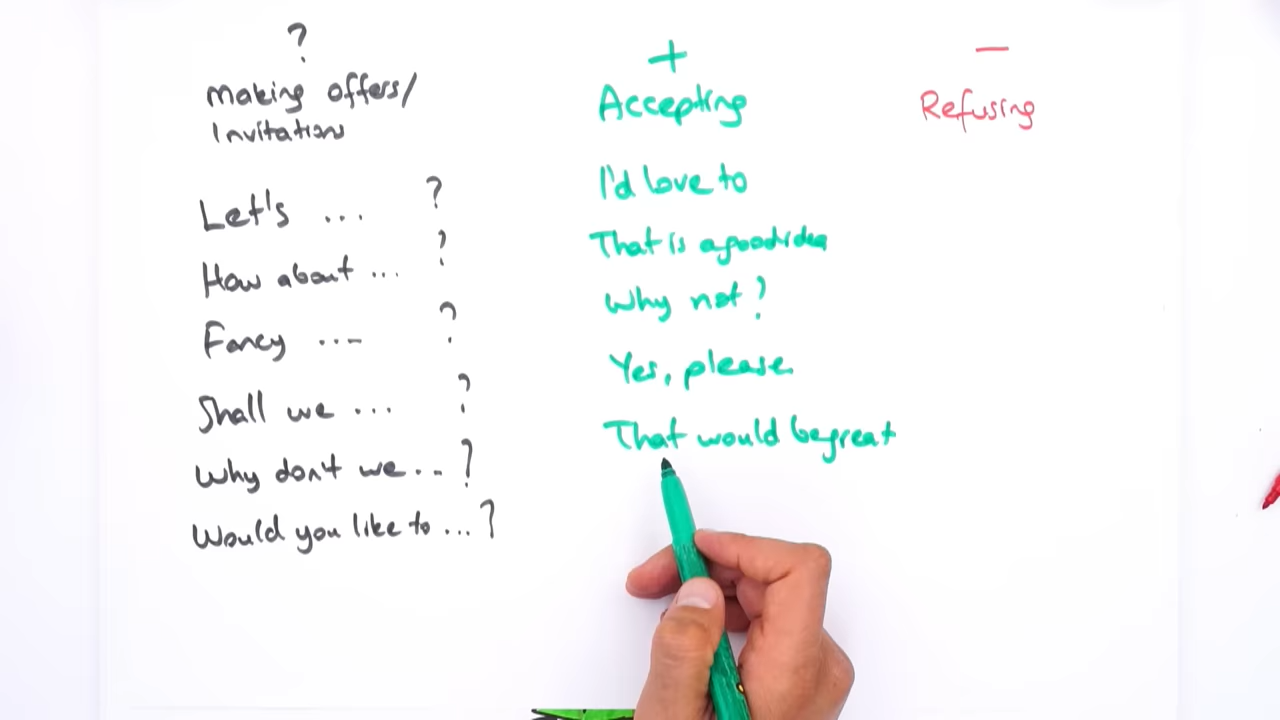 ?
making offers/
Invitations
Let's ... ?
How about ... ?
Fancy .... ?
Shall we ... ?
Why don't we ... ?
Would you like to ... ?
+
Accepting
I'd love to
That is a good idea
Why not?
Yes, please.
That would be great
—
Refusing